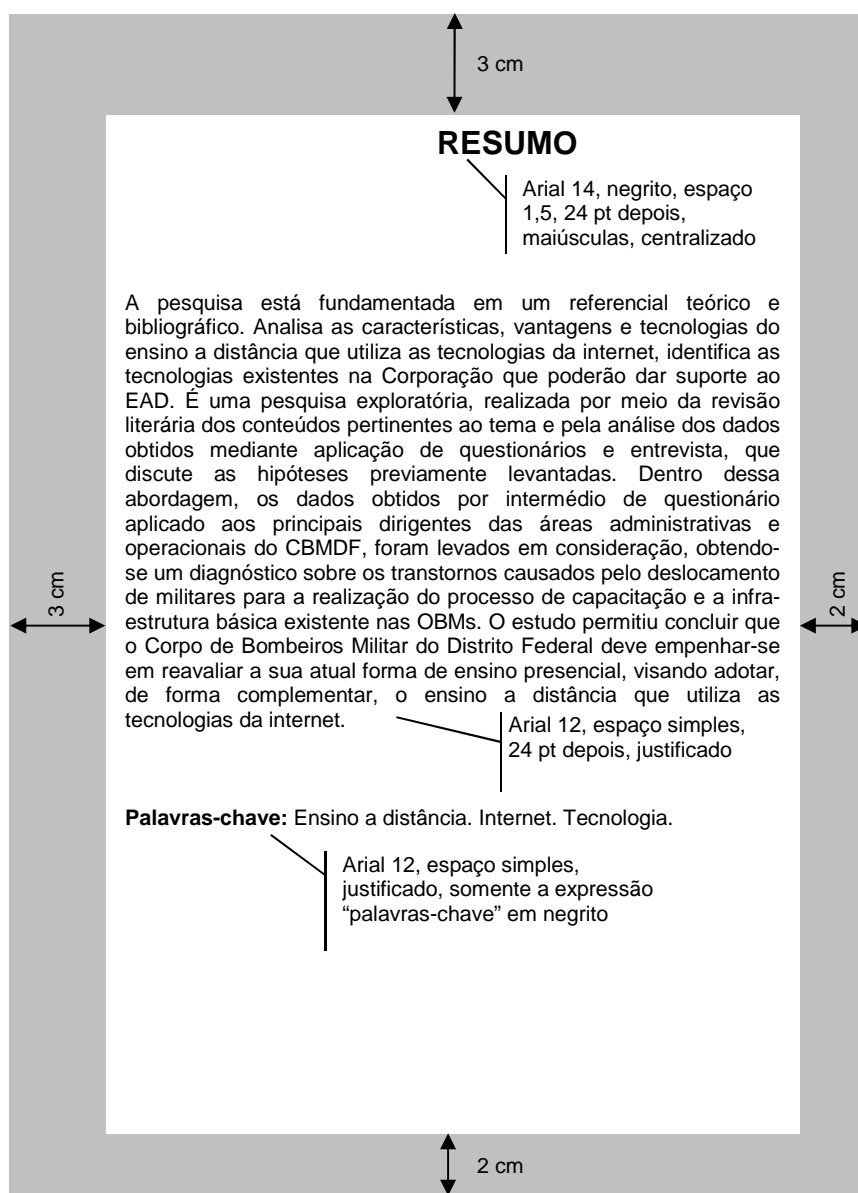 3 cm
RESUMO
Arial 14, negrito, espaço
1,5, 24 pt depois,
maiúsculas, centralizado
A pesquisa está fundamentada em um referencial teórico e
bibliográfico. Analisa as características, vantagens e tecnologias do
ensino a distância que utiliza as tecnologias da internet, identifica as
tecnologias existentes na Corporação que poderão dar suporte ao
EAD. É uma pesquisa exploratória, realizada por meio da revisão
literária dos conteúdos pertinentes ao tema e pela análise dos dados
obtidos mediante aplicação de questionários e entrevista, que
discute as hipóteses previamente levantadas. Dentro dessa
abordagem, os dados obtidos por intermédio de questionário
aplicado aos principais dirigentes das áreas administrativas e
operacionais do CBMDF, foram levados em consideração, obtendo-
se um diagnóstico sobre os transtornos causados pelo deslocamento
de militares para a realização do processo de capacitação e a infra-
estrutura básica existente nas OBMs. O estudo permitiu concluir que
o Corpo de Bombeiros Militar do Distrito Federal deve empenhar-se
em reavaliar a sua atual forma de ensino presencial, visando adotar,
de forma complementar, o ensino a distância que utiliza as
tecnologias da internet.
3 cm
2 cm
Arial 12, espaço simples,
24 pt depois, justificado
Palavras-chave: Ensino a distância. Internet. Tecnologia.
Arial 12, espaço simples,
justificado, somente a expressão
“palavras-chave” em negrito
2 cm